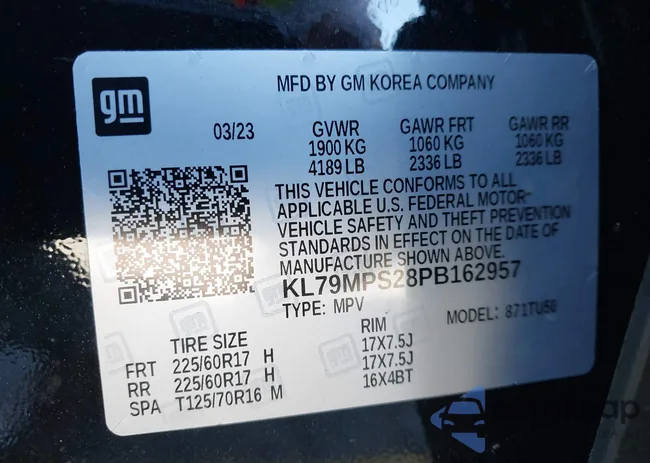 gm
MFD BY GM KOREA COMPANY
03/23 GVWR GAWR FRT GAWR RR
1900 KG 1060 KG 1060 KG
4189 LB 2336 LB 2336 LB
THIS VEHICLE CONFORMS TO ALL
APPLICABLE U.S. FEDERAL MOTOR
VEHICLE SAFETY AND THEFT PREVENTION
STANDARDS IN EFFECT ON THE DATE OF
MANUFACTURE SHOWN ABOVE.
KL79MPS28PB162957
TYPE: MPV MODEL: 871TU56
TIRE SIZE RIM
FRT 225/60R17 H 17X7.5J
RR 225/60R17 H 17X7.5J
SPA T125/70R16 M 16X4BT